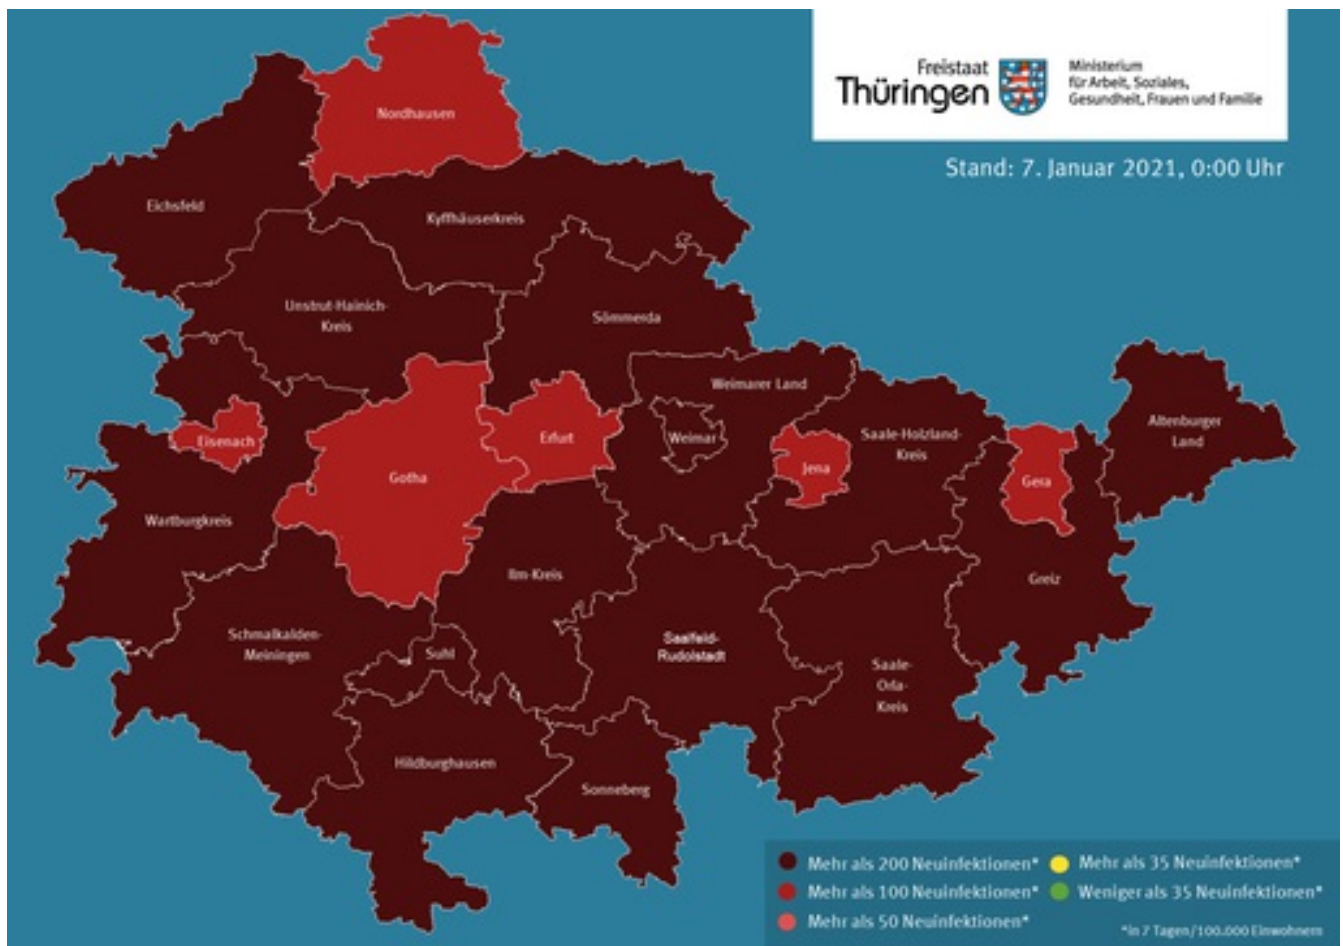 Freistaat
Thüringen
Ministerium
für Arbeit, Soziales,
Gesundheit, Frauen und Familie
Stand: 7. Januar 2021, 0:00 Uhr
Nordhausen
Eichsfeld
Kyffhäuserkreis
Unstrut-Hainich-
Kreis
Sömmerda
Weimarer Land
Altenburger
Land
Eisenach
Erfurt
Weimar
Saale-Holzland-
Kreis
Jena
Gotha
Gera
Wartburgkreis
Ilm-Kreis
Greiz
Schmalkalden-
Meiningen
Suhl
Saalfeld-
Rudolstadt
Saale-
Orla-
Kreis
Hildburghausen
Sonneberg
Mehr als 200 Neuinfektionen*
Mehr als 100 Neuinfektionen*
Mehr als 50 Neuinfektionen*
Mehr als 35 Neuinfektionen*
Weniger als 35 Neuinfektionen*
*in 7 Tagen/100.000 Einwohnern